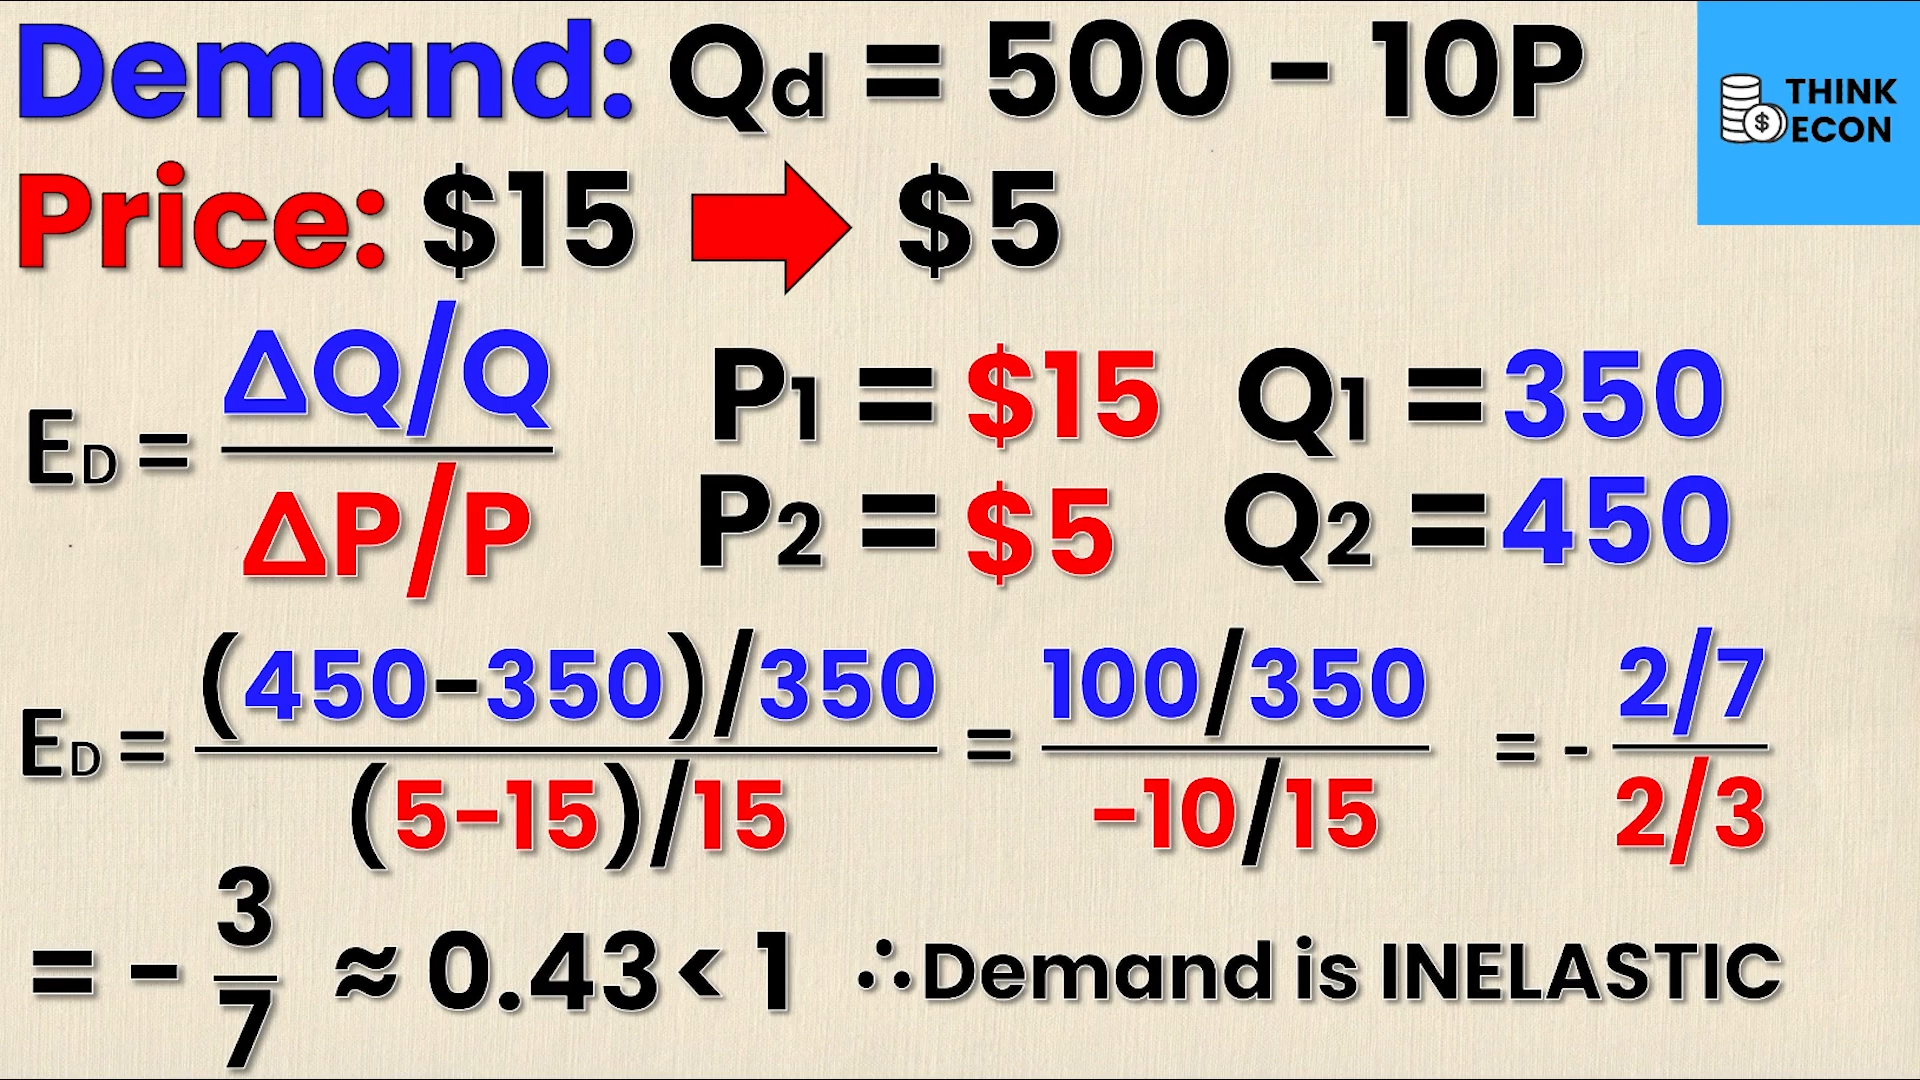 Demand: Qd = 500 - 10P
THINK
ECON
Price: $15 $5
ED = ΔQ/Q
ΔP/P
P1 = $15 Q1 = 350
P2 = $5 Q2 = 450
ED = (450-350)/350 = 100/350 = - 2/7
(5-15)/15 -10/15 2/3
= - 3/7 ≈ 0.43 < 1 ∴ Demand is INELASTIC